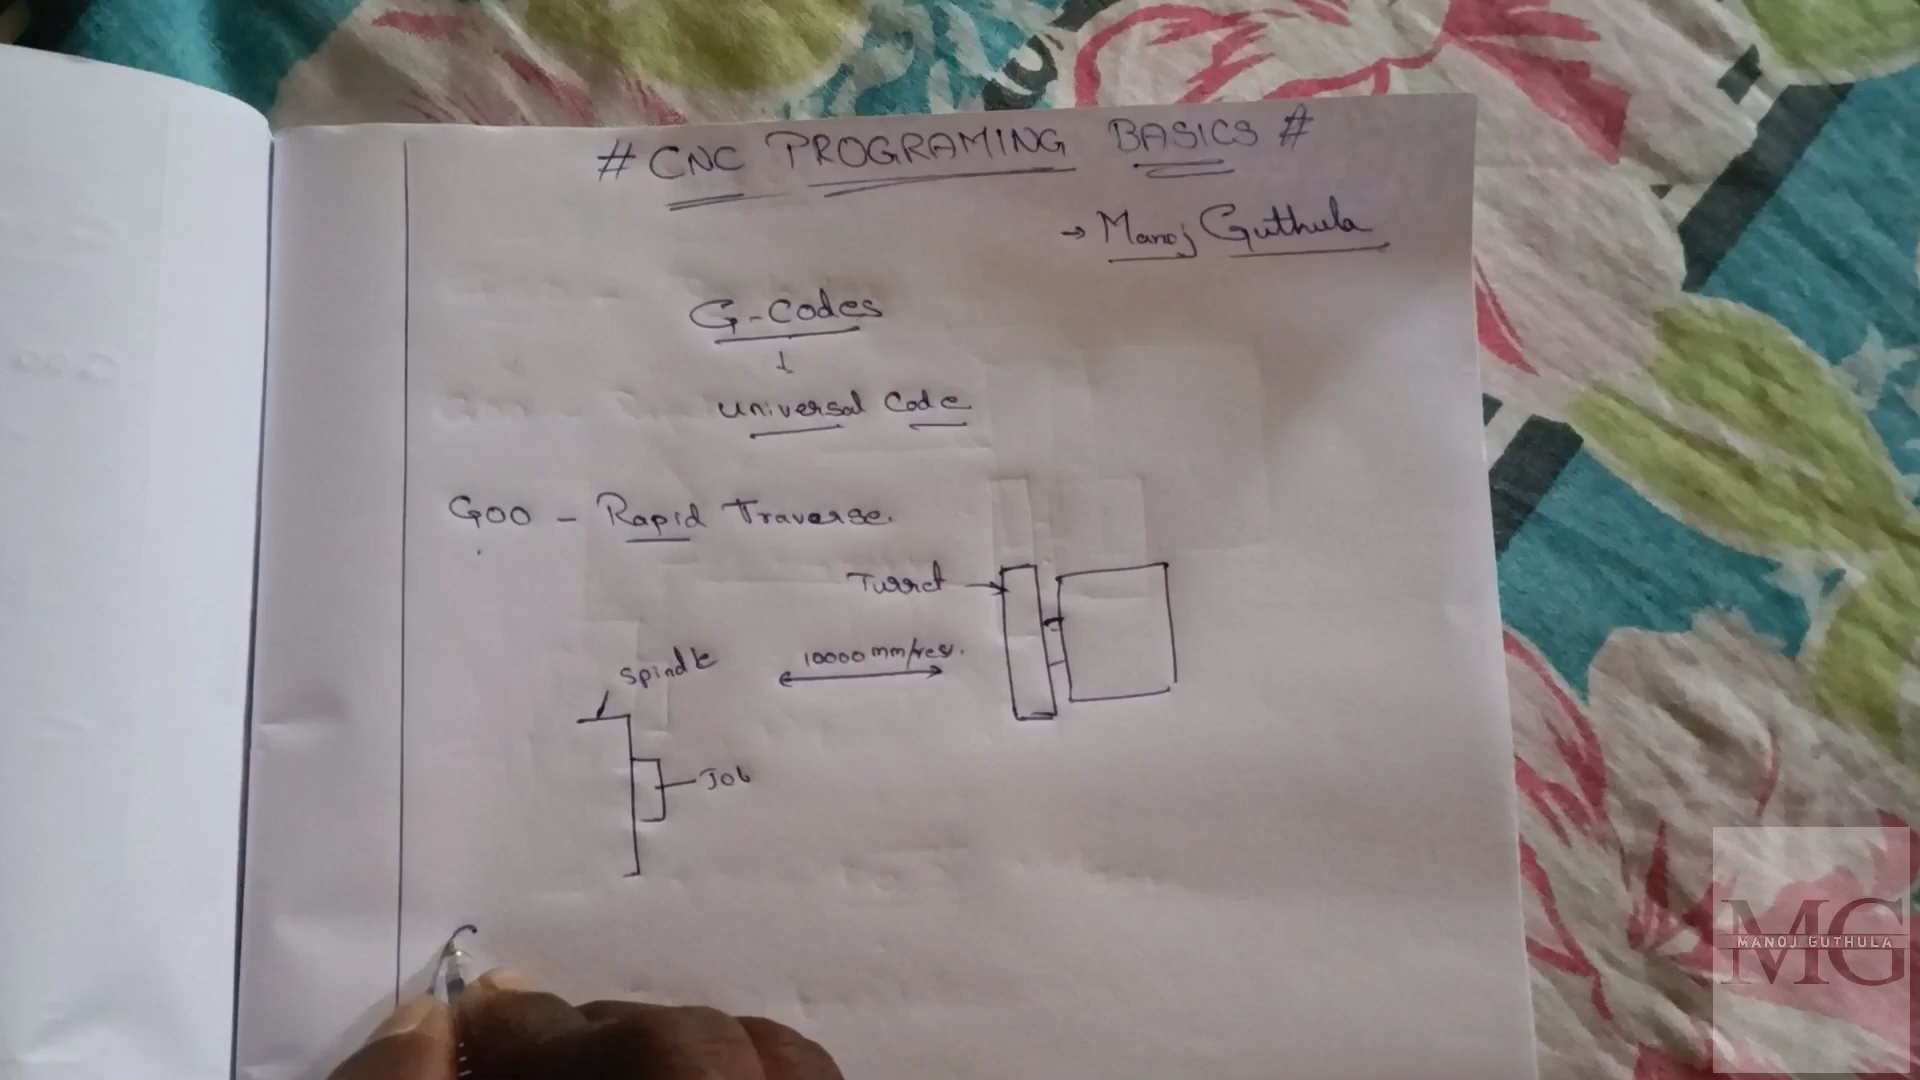 # CNC PROGRAMING BASICS #
→ Manoj Guthula
G-Codes
↓
universal Code
G00 - Rapid Traverse.
Turret
10000 mm/rev.
Spindle
Job
MG
MANOJ GUTHULA